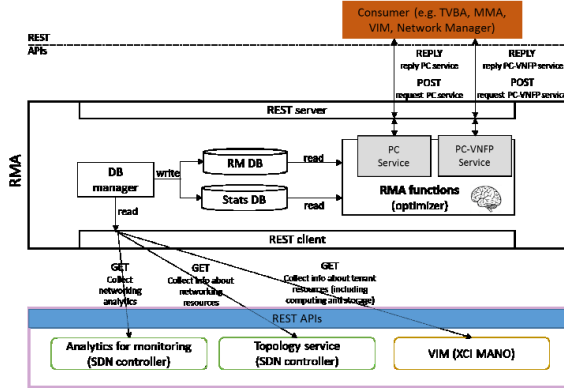 Consumer (e.g. TVBA, MMA,
VIM, Network Manager)
REST
APIs
REPLY
reply PC service
POST
request PC service
REPLY
reply PC-VNFP service
POST
request PC-VNFP service
REST server
RMA
DB
manager
write
RM DB
Stats DB
read
read
PC
Service
PC-VNFP
Service
RMA functions
(optimizer)
read
REST client
GET
Collect
networking
analytics
GET
Collect info about
networking
resources
GET
Collect info about tenant
resources (including
computing and storage)
REST APIs
Analytics for monitoring
(SDN controller)
Topology service
(SDN controller)
VIM (XCI MANO)